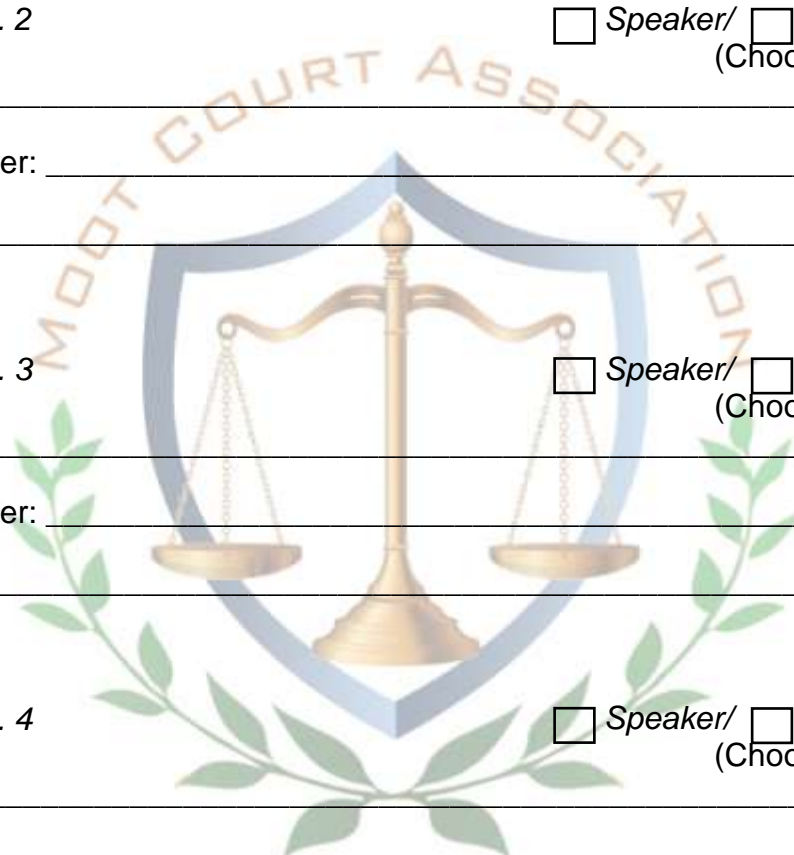 . 2 Speaker/
(Choo
MOOT COURT ASSOCIATION
er:
. 3 Speaker/
(Choo
er:
. 4 Speaker/
(Choo